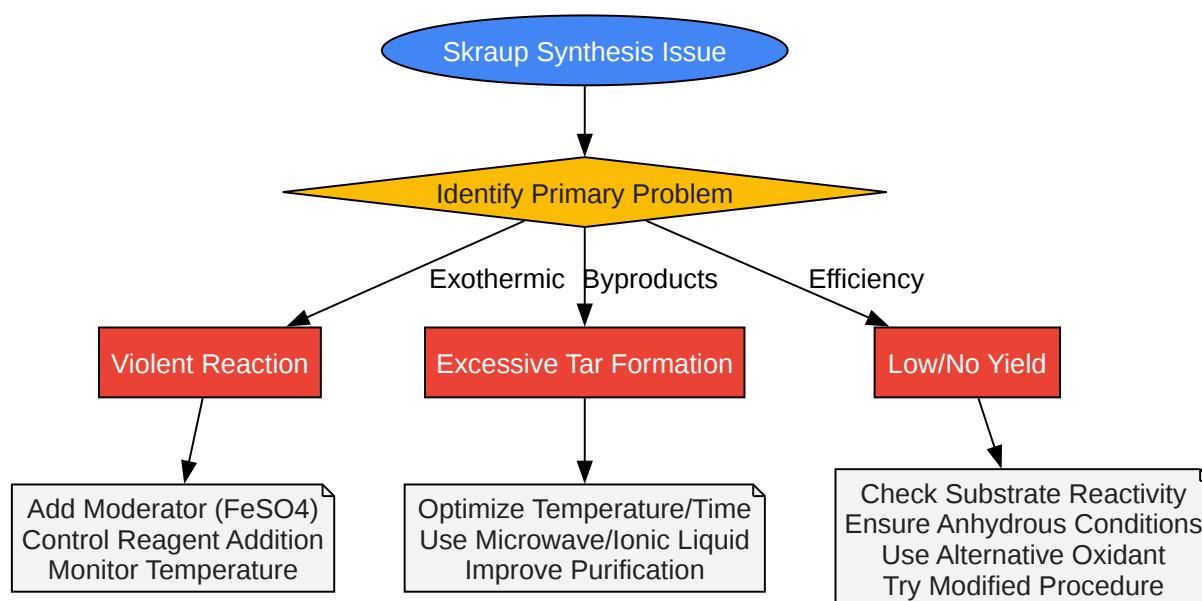 Skraup Synthesis Issue
Identify Primary Problem
Exothermic
Byproducts
Efficiency
Violent Reaction
Excessive Tar Formation
Low/No Yield
Add Moderator (FeSO4)
Control Reagent Addition
Monitor Temperature
Optimize Temperature/Time
Use Microwave/Ionic Liquid
Improve Purification
Check Substrate Reactivity
Ensure Anhydrous Conditions
Use Alternative Oxidant
Try Modified Procedure